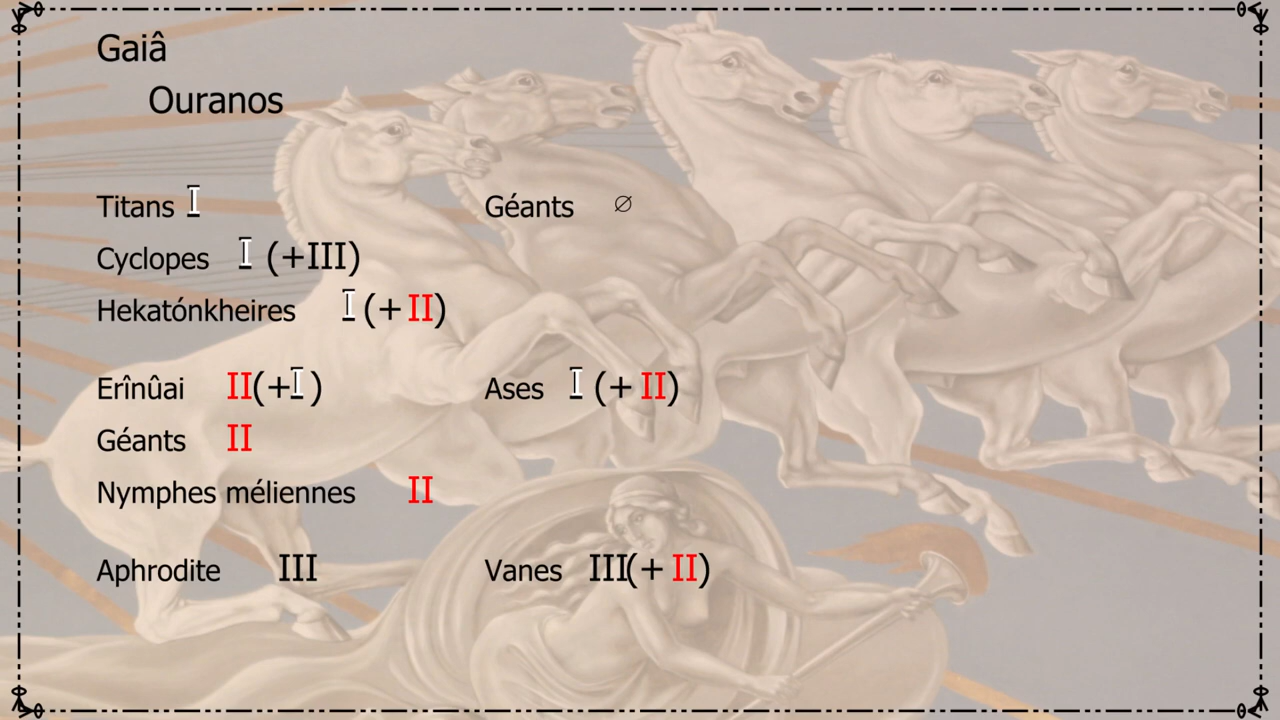 Gaiâ
Ouranos
Titans I Géants ∅
Cyclopes I (+III)
Hekatónkheires I (+ II)
Erînûai II(+I ) Ases I (+ II)
Géants II
Nymphes méliennes II
Aphrodite III Vanes III(+ II)